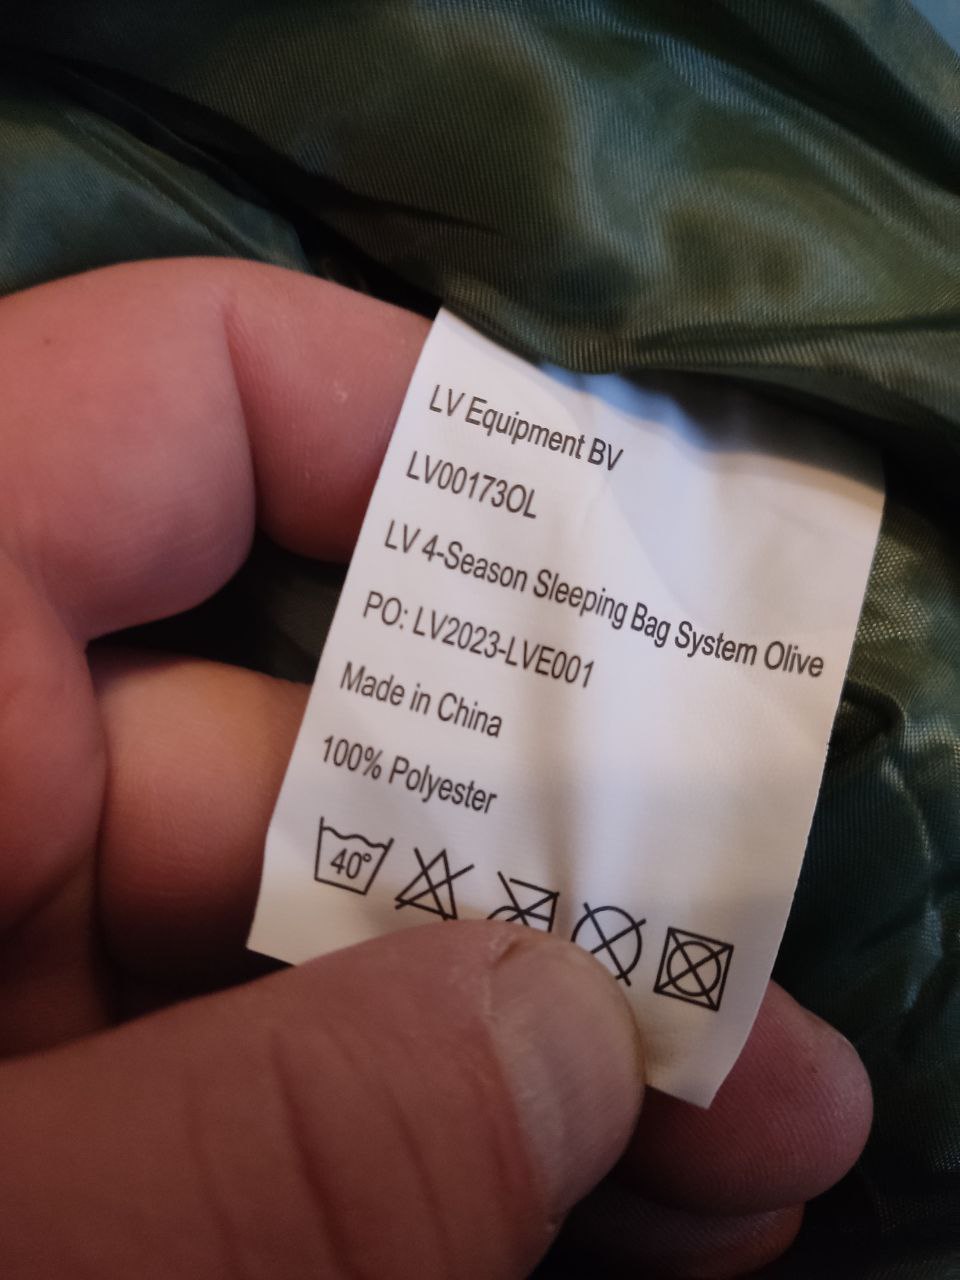 LV Equipment BV
LV00173OL
LV 4-Season Sleeping Bag System Olive
PO: LV2023-LVE001
Made in China
100% Polyester
40°